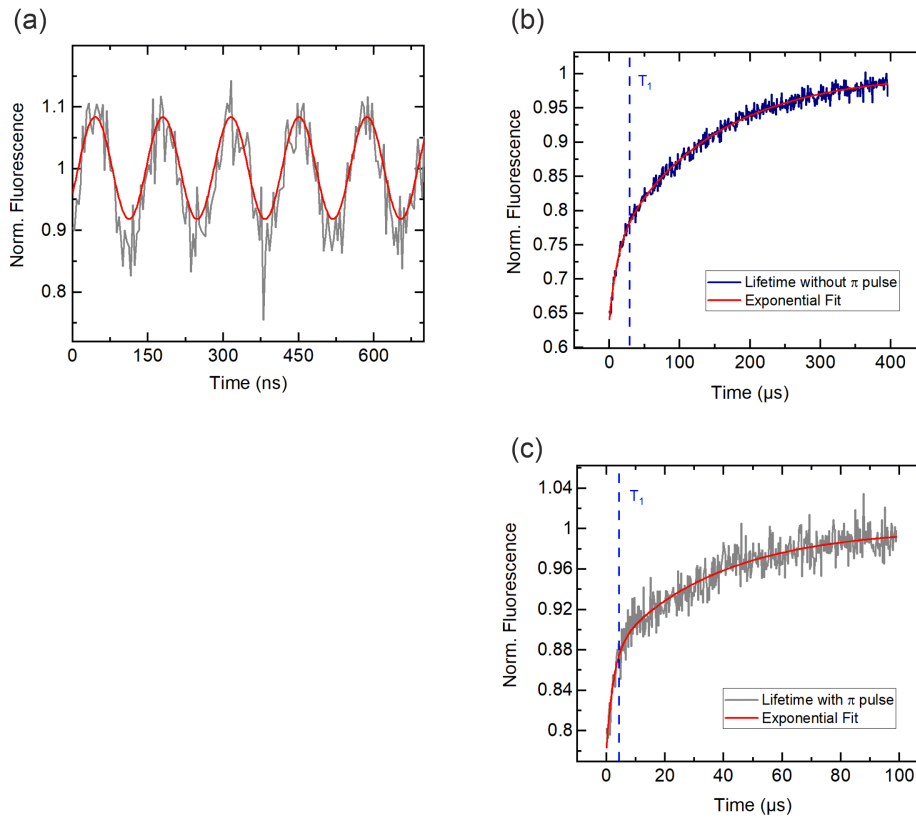 (a)
Norm. Fluorescence
1.1
1
0.9
0.8
0
150
300
450
600
Time (ns)
(b)
Norm. Fluorescence
1
0.95
0.9
0.85
0.8
0.75
0.7
0.65
0.6
T1
Lifetime without π pulse
Exponential Fit
0
100
200
300
400
Time (µs)
(c)
Norm. Fluorescence
1.04
1
0.96
0.92
0.88
0.84
0.8
T1
Lifetime with π pulse
Exponential Fit
0
20
40
60
80
100
Time (µs)